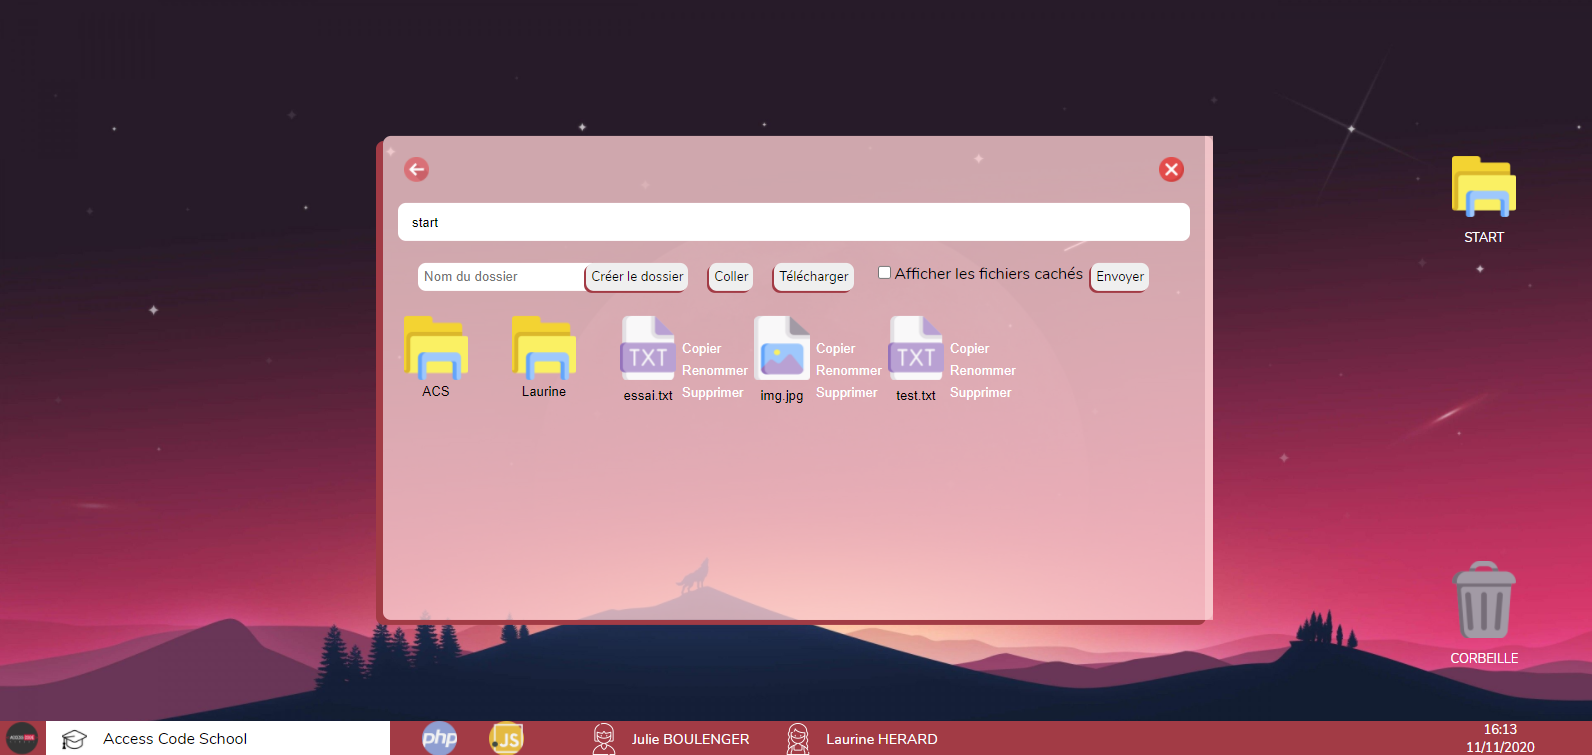 start
Nom du dossier Créer le dossier Coller Télécharger Afficher les fichiers cachés Envoyer
START
TXT Copier Renommer Supprimer
Copier Renommer Supprimer
TXT Copier Renommer Supprimer
ACS Laurine essai.txt img.jpg test.txt
CORBEILLE
Access Code School php JS Julie BOULENGER Laurine HERARD
16:13
11/11/2020